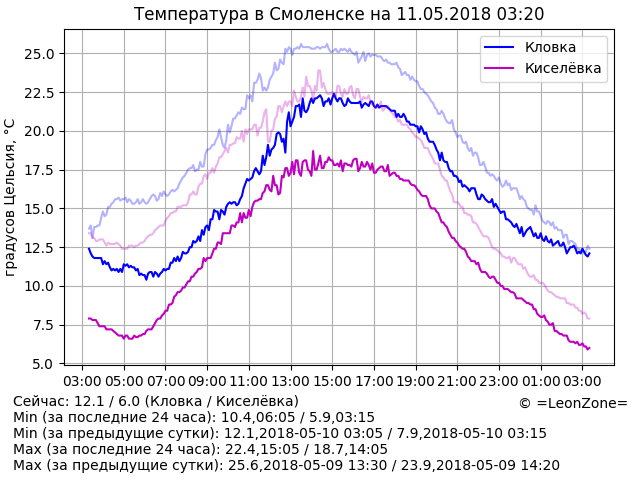 Температура в Смоленске на 11.05.2018 03:20
градусов Цельсия, °C
25.0
22.5
20.0
17.5
15.0
12.5
10.0
7.5
5.0
Кловка
Киселёвка
03:00 05:00 07:00 09:00 11:00 13:00 15:00 17:00 19:00 21:00 23:00 01:00 03:00
Сейчас: 12.1 / 6.0 (Кловка / Киселёвка)
© =LeonZone=
Min (за последние 24 часа): 10.4,06:05 / 5.9,03:15
Min (за предыдущие сутки): 12.1,2018-05-10 03:05 / 7.9,2018-05-10 03:15
Max (за последние 24 часа): 22.4,15:05 / 18.7,14:05
Max (за предыдущие сутки): 25.6,2018-05-09 13:30 / 23.9,2018-05-09 14:20